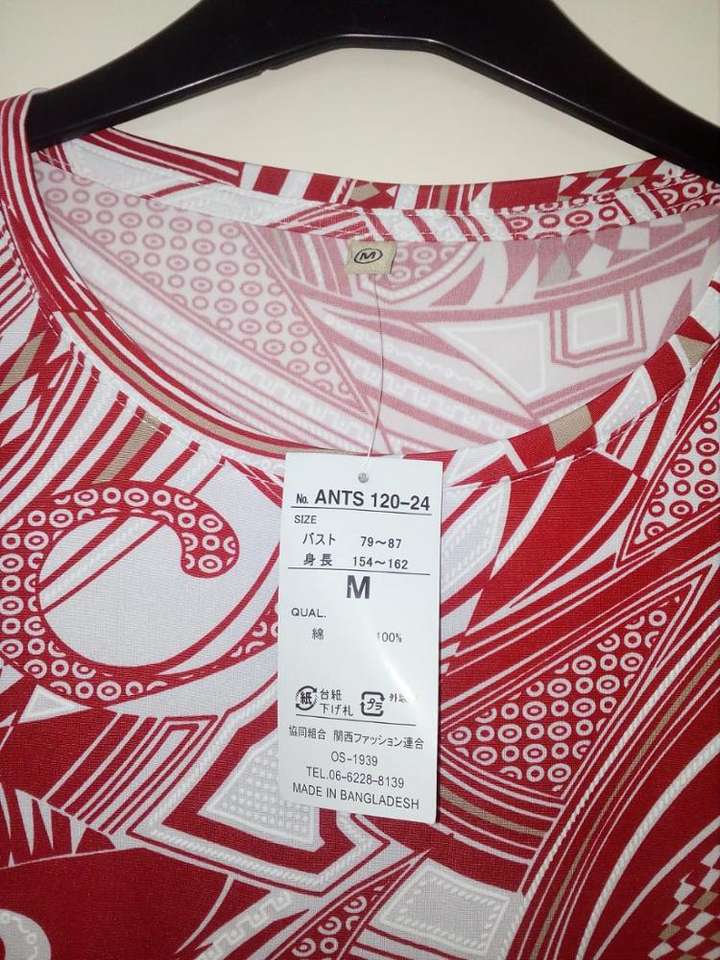 M
No. ANTS 120-24
SIZE
バスト 79～87
身長 154～162
M
QUAL.
綿 100%
紙 台紙
下げ札
プラ
協同組合 関西ファッション連合
OS-1939
TEL.06-6228-8139
MADE IN BANGLADESH